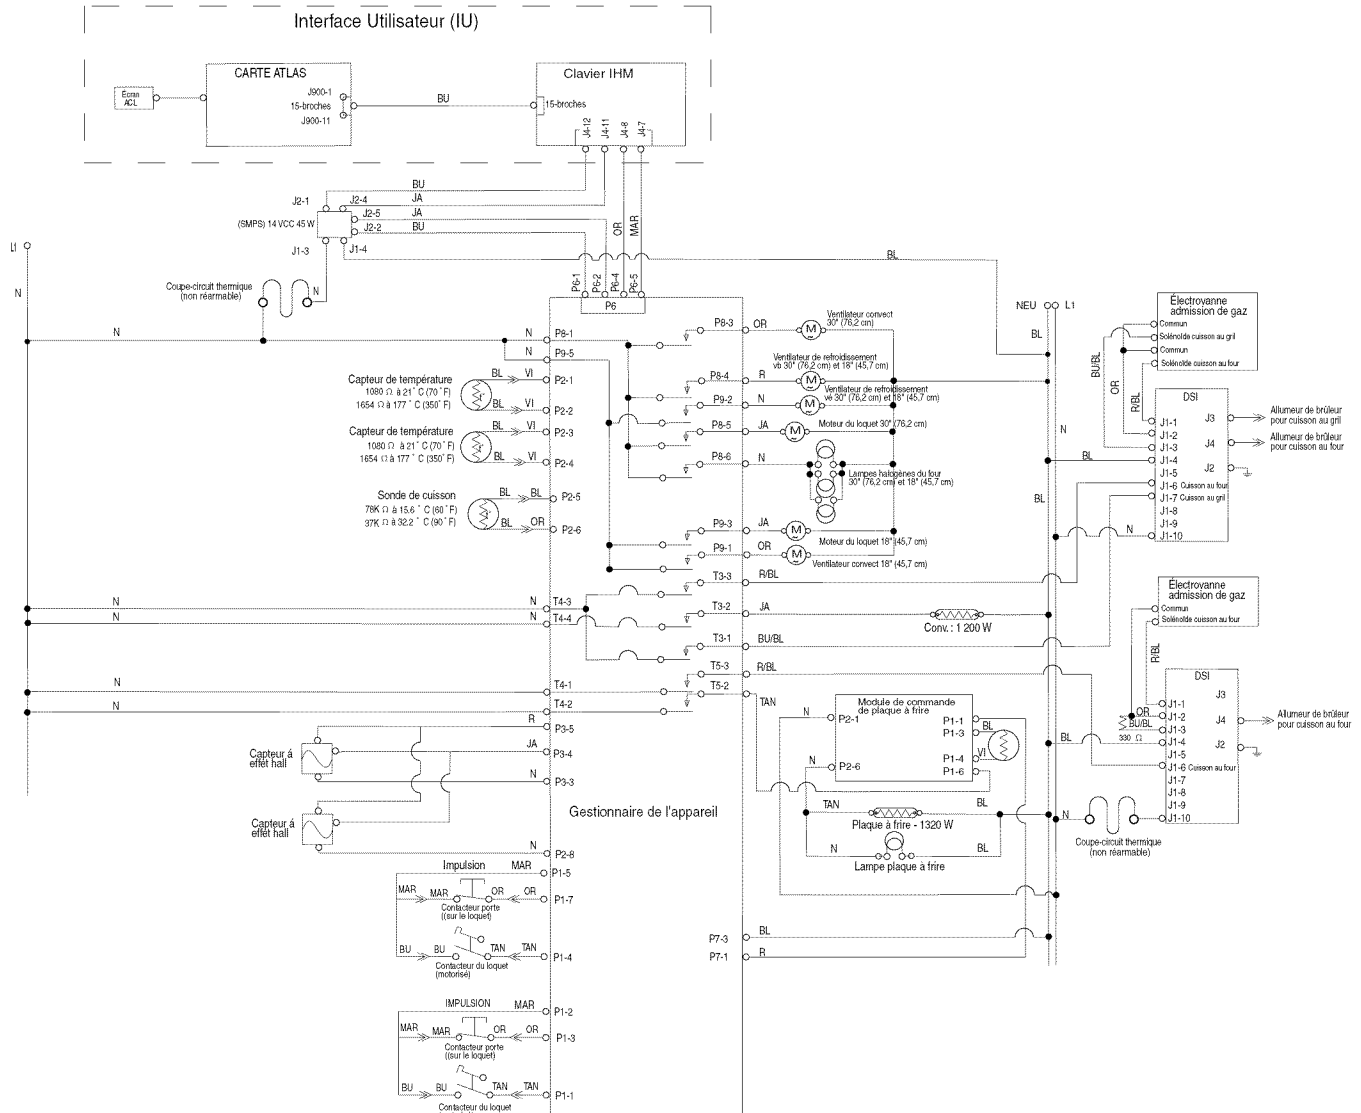 Interface Utilisateur (IU)
CARTE ATLAS
Clavier IHM
Écran
ACL
J900-1
15-broches
J900-11
BU
15-broches
J4-12
J4-11
J4-8
J4-7
BU
J2-1
J2-4
JA
J2-5
JA
(SMPS) 14 VCC 45 W
J2-2
BU
OR
MAR
L1
J1-3
J1-4
BL
N
Coupe-circuit thermique
(non réarmable)
N
P6-1
P6-2
P6-4
P6-5
P6
NEU
L1
Électrovanne
admission de gaz
Commun
Solénoïde cuisson au gril
Commun
Solénoïde cuisson au four
N
N
P8-1
N
P9-5
P8-3
OR
M
Ventilateur convect
30" (76,2 cm)
BL
BU/BL
OR
R/BL
Ventilateur de refroidissement
vb 30" (76,2 cm) et 18" (45,7 cm)
Capteur de température
1080 Ω à 21° C (70°F)
1654 Ω à 177° C (350°F)
BL
VI
P2-1
BL
VI
P2-2
P8-4
R
M
Ventilateur de refroidissement
vé 30" (76,2 cm) et 18" (45,7 cm)
P9-2
N
M
DSI
J3
Allumeur de brûleur
pour cuisson au gril
J4
Allumeur de brûleur
pour cuisson au four
J2
Capteur de température
1080 Ω à 21° C (70°F)
1654 Ω à 177° C (350°F)
BL
VI
P2-3
BL
VI
P2-4
P8-5
JA
M
Moteur du loquet 30" (76,2 cm)
N
J1-1
J1-2
J1-3
BL
J1-4
J1-5
J1-6 Cuisson au four
J1-7 Cuisson au gril
J1-8
J1-9
N
J1-10
P8-6
N
Lampes halogènes du four
30" (76,2 cm) et 18" (45,7 cm)
BL
Sonde de cuisson
78K Ω à 15.6° C (60°F)
37K Ω à 32.2° C (90°F)
BL
BL
P2-5
BL
OR
P2-6
P9-3
JA
M
Moteur du loquet 18" (45,7 cm)
P9-1
OR
M
Ventilateur convect 18" (45,7 cm)
T3-3
R/BL
Électrovanne
admission de gaz
Commun
Solénoïde cuisson au four
R/BL
N
N
T4-3
N
N
T4-4
T3-2
JA
Conv. : 1 200 W
T3-1
BU/BL
T5-3
R/BL
N
T4-1
T5-2
TAN
N
T4-2
R
P3-5
JA
P3-4
N
P3-3
Capteur á
effét hall
Capteur á
effét hall
N
P2-8
Module de commande
de plaque à frire
N
P2-1
P1-1
P1-3
BL
N
P2-6
P1-4
VI
P1-6
DSI
J3
J4
Allumeur de brûleur
pour cuisson au four
J2
J1-1
OR
J1-2
BU/BL
J1-3
330 Ω
BL
J1-4
J1-5
J1-6 Cuisson au four
J1-7
J1-8
J1-9
J1-10
N
Coupe-circuit thermique
(non réarmable)
Gestionnaire de l'appareil
TAN
BL
Plaque à frire - 1320 W
N
BL
Lampe plaque à frire
Impulsion
MAR
P1-5
MAR
MAR
OR
OR
P1-7
Contacteur porte
((sur le loquet)
BU
BU
TAN
TAN
P1-4
Contacteur du loquet
(motorisé)
P7-3
BL
P7-1
R
IMPULSION
MAR
P1-2
MAR
MAR
OR
OR
P1-3
Contacteur porte
((sur le loquet)
BU
BU
TAN
TAN
P1-1
Contacteur du loquet